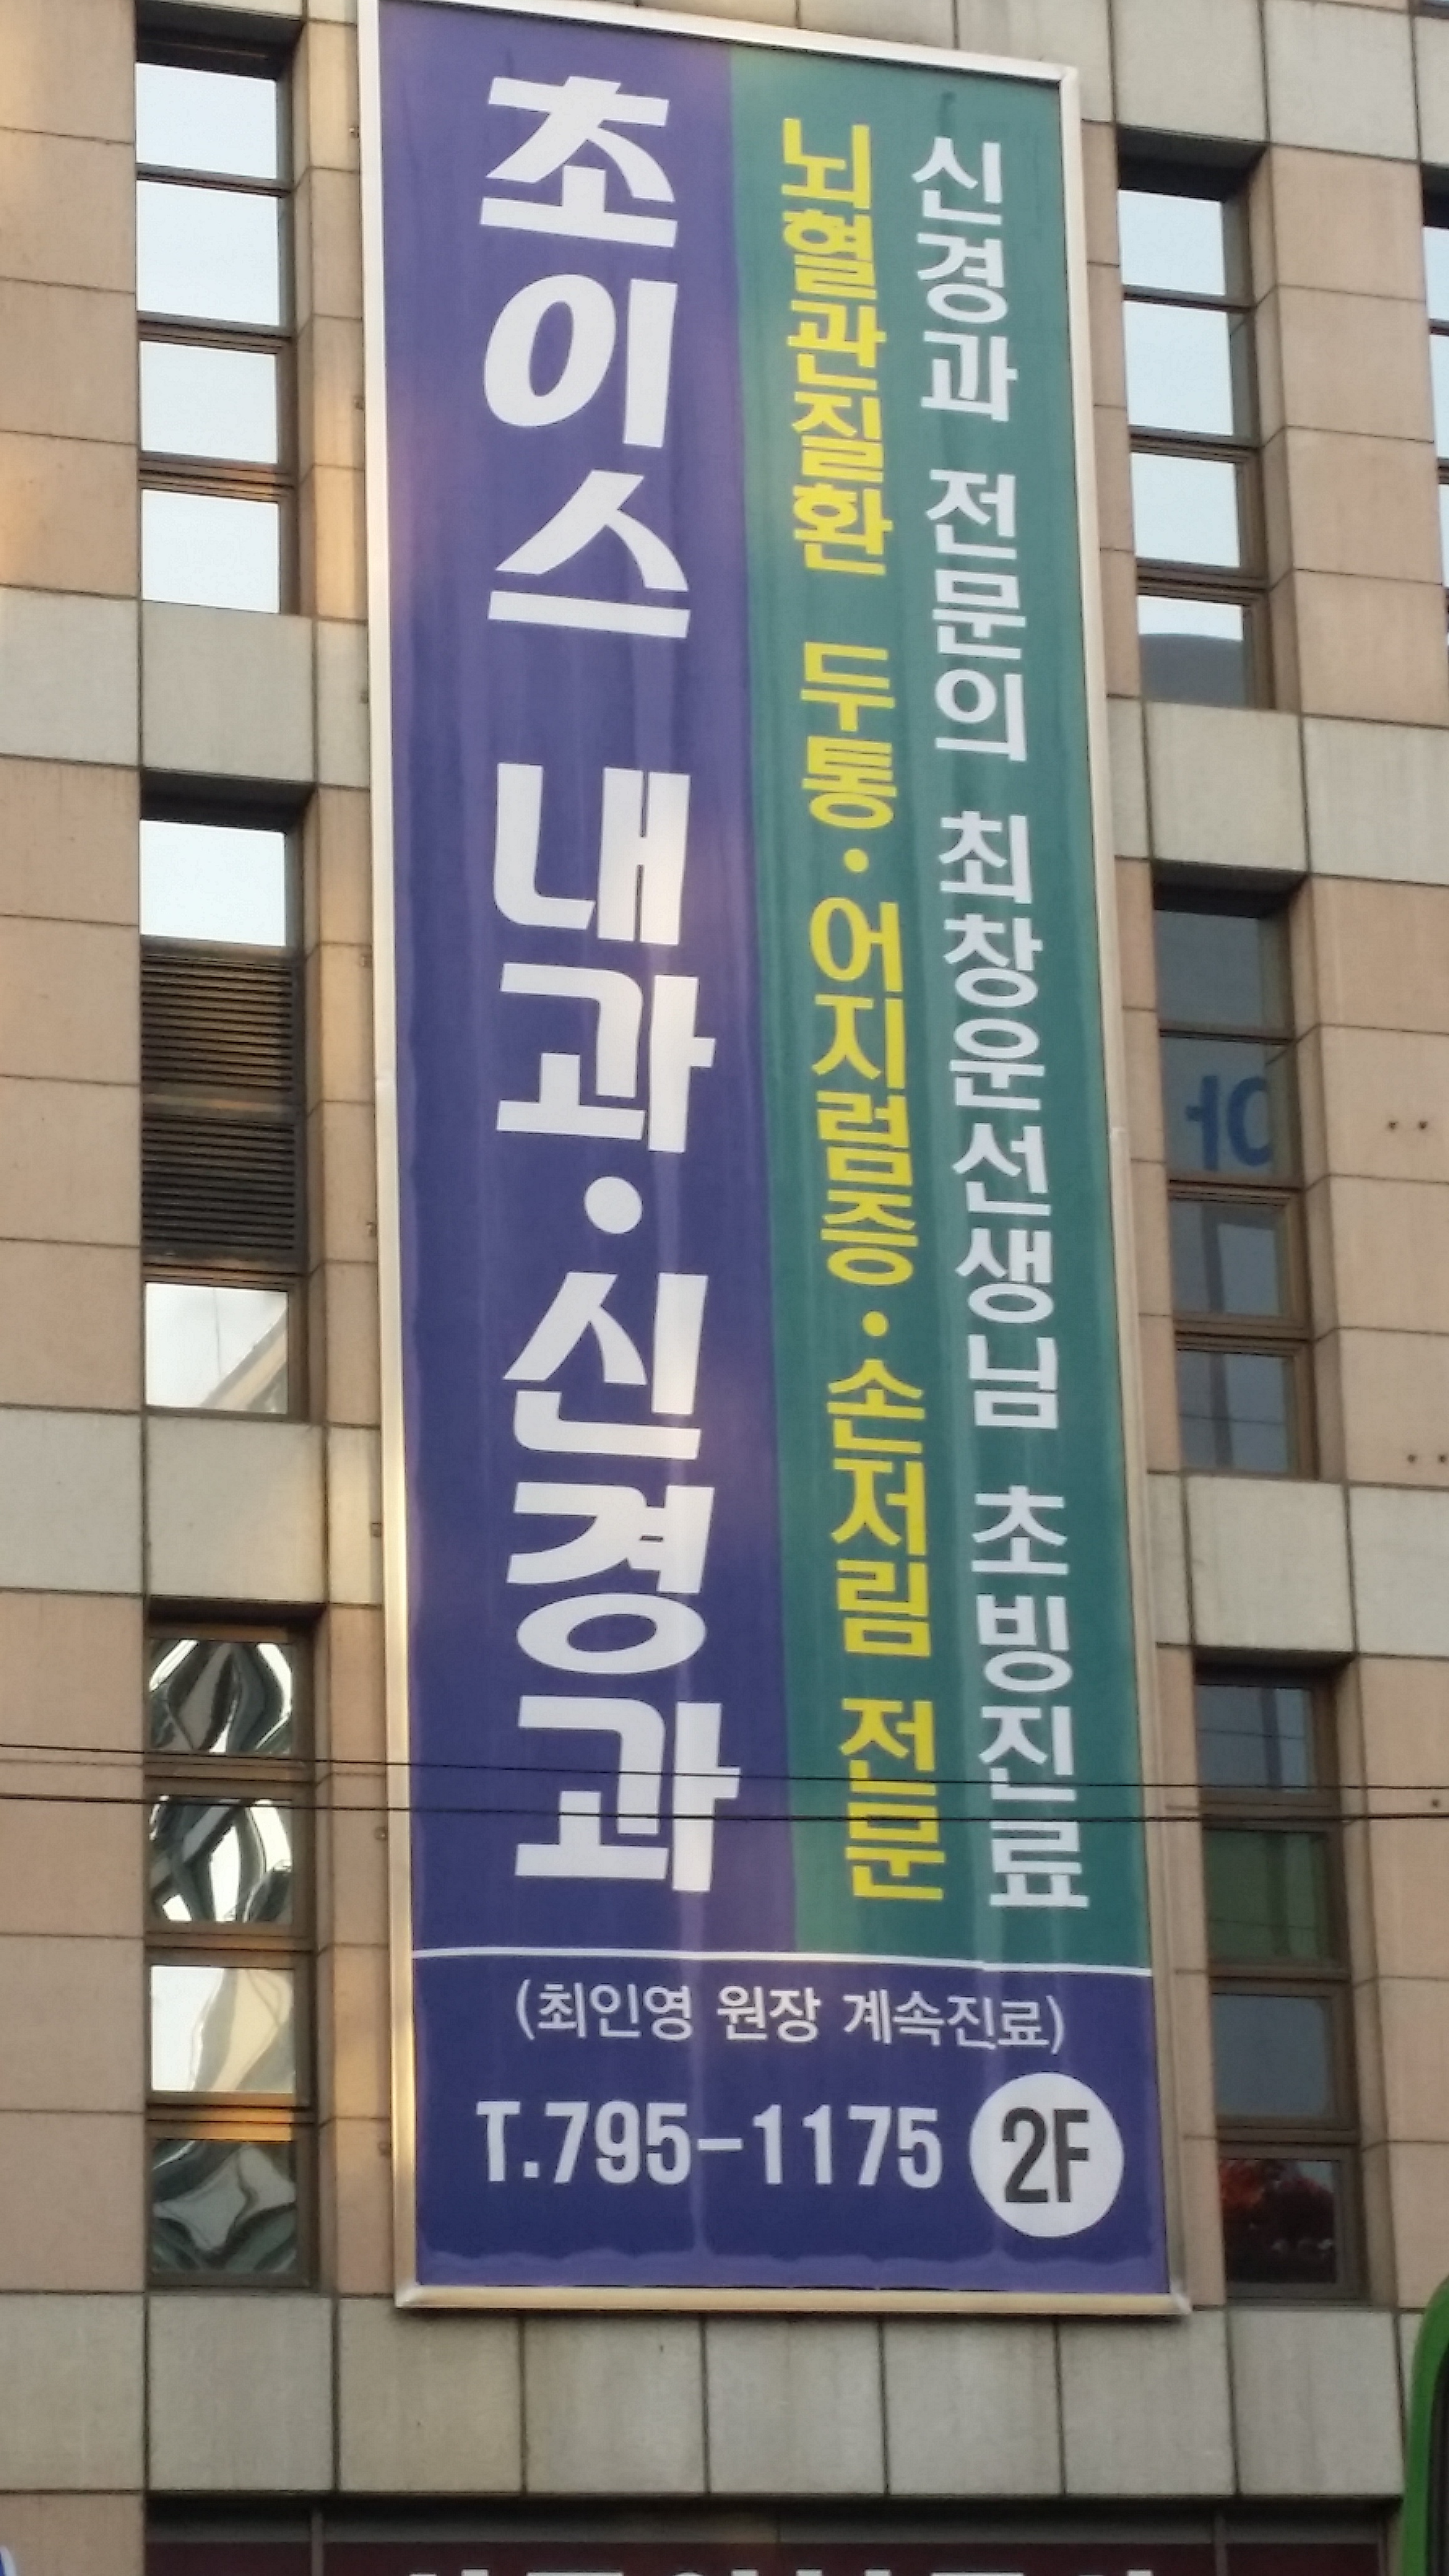 초이스 내과·신경과
뇌혈관질환 두통·어지럼증·손저림 전문
신경과 전문의 최창운선생님 초빙진료
(최인영 원장 계속진료)
T.795-1175 2F